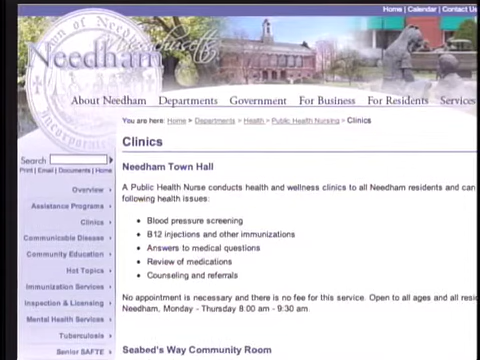 Home | Calendar | Contact Us
Town of Needham
Massachusetts
Needham
Incorporated
About Needham Departments Government For Business For Residents Services
You are here: Home > Departments > Health > Public Health Nursing > Clinics
Clinics
Search
Print | Email | Documents | Home
Overview
Assistance Programs
Clinics
Communicable Disease
Community Education
Hot Topics
Immunization Services
Inspection & Licensing
Mental Health Services
Tuberculosis
Senior SAFTE
Needham Town Hall
A Public Health Nurse conducts health and wellness clinics to all Needham residents and can
following health issues:
• Blood pressure screening
• B12 injections and other immunizations
• Answers to medical questions
• Review of medications
• Counseling and referrals
No appointment is necessary and there is no fee for this service. Open to all ages and all resi
Needham, Monday - Thursday 8:00 am - 9:30 am.
Seabed's Way Community Room